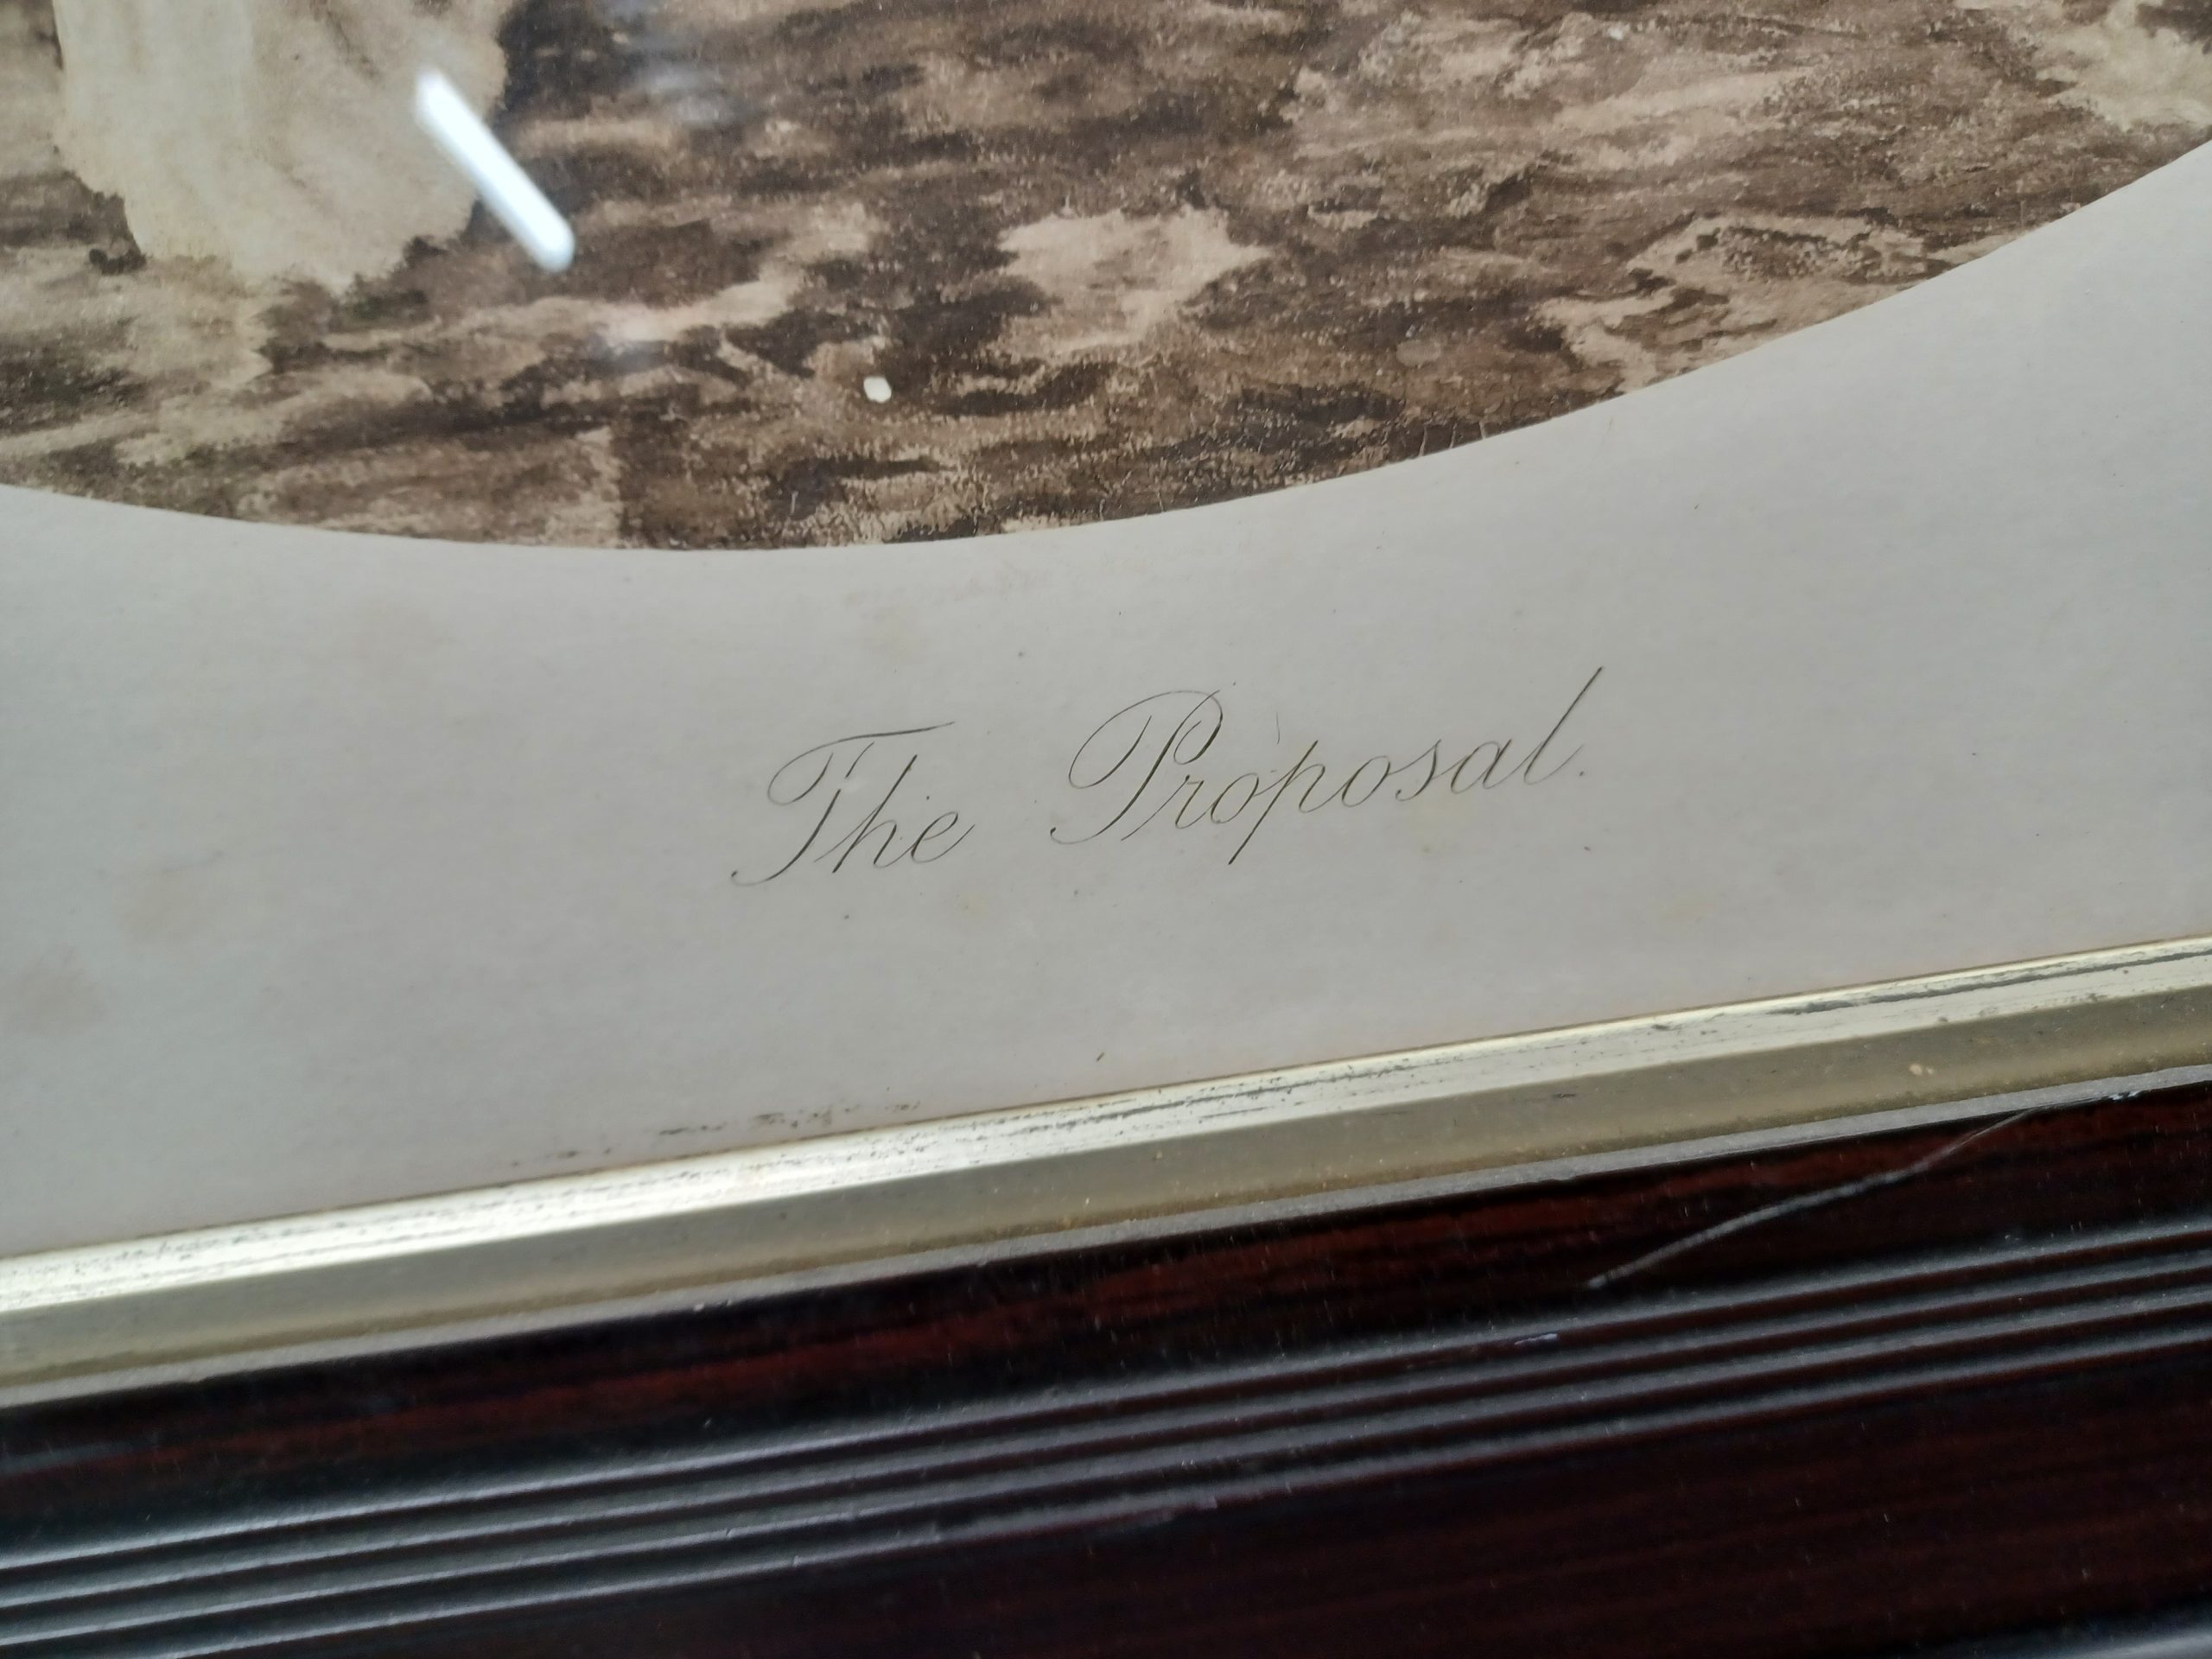 The Proposal.